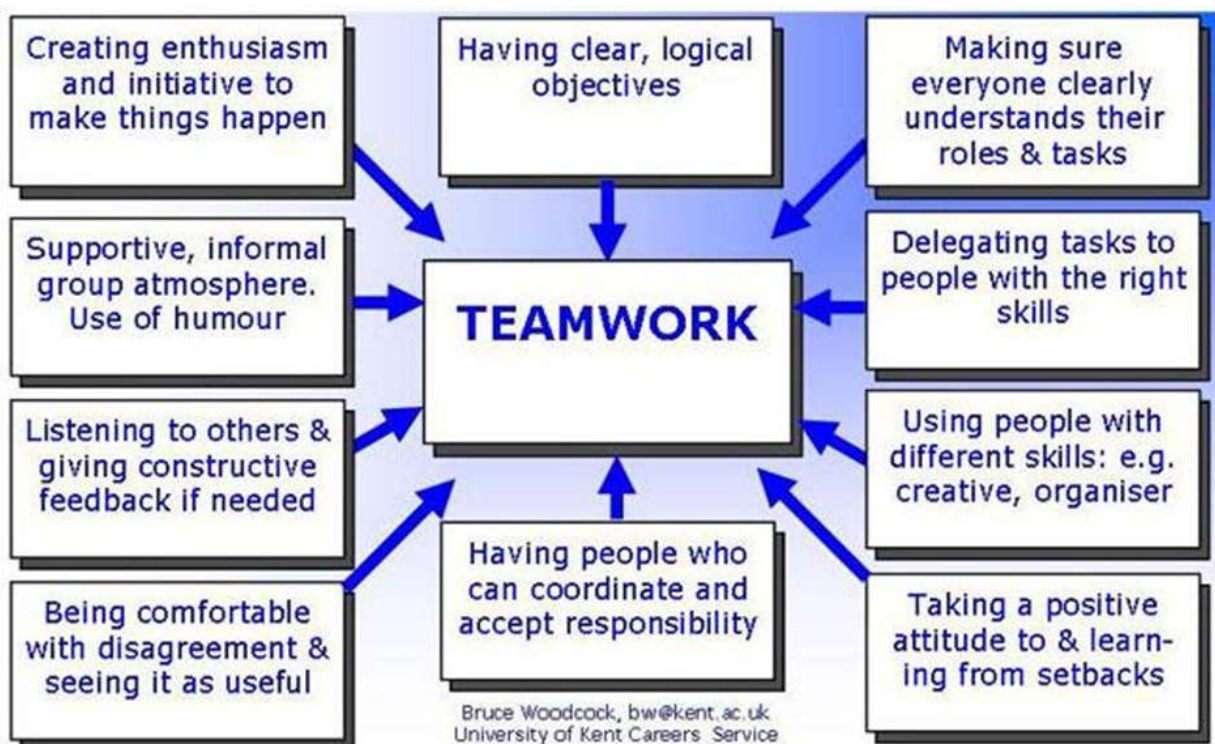 Creating enthusiasm
and initiative to
make things happen
Having clear, logical
objectives
Making sure
everyone clearly
understands their
roles & tasks
Supportive, informal
group atmosphere.
Use of humour
TEAMWORK
Delegating tasks to
people with the right
skills
Listening to others &
giving constructive
feedback if needed
Using people with
different skills: e.g.
creative, organiser
Being comfortable
with disagreement &
seeing it as useful
Having people who
can coordinate and
accept responsibility
Taking a positive
attitude to & learn-
ing from setbacks
Bruce Woodcock, bw@kent.ac.uk
University of Kent Careers Service